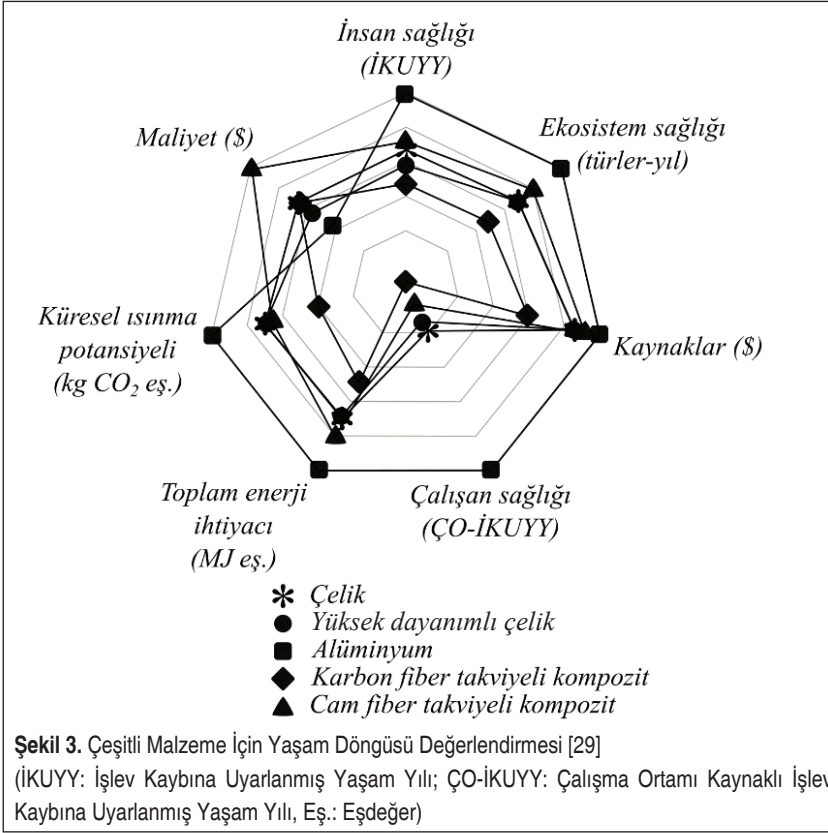 İnsan sağlığı
(İKUYY)
Maliyet ($)
Ekosistem sağlığı
(türler-yıl)
Küresel ısınma
potansiyeli
(kg CO₂ eş.)
Kaynaklar ($)
Toplam enerji
ihtiyacı
(MJ eş.)
Çalışan sağlığı
(ÇO-İKUYY)
Çelik
Yüksek dayanımlı çelik
Alüminyum
Karbon fiber takviyeli kompozit
Cam fiber takviyeli kompozit
Şekil 3. Çeşitli Malzeme İçin Yaşam Döngüsü Değerlendirmesi [29]
(İKUYY: İşlev Kaybına Uyarlanmış Yaşam Yılı; ÇO-İKUYY: Çalışma Ortamı Kaynaklı İşlev
Kaybına Uyarlanmış Yaşam Yılı, Eş.: Eşdeğer)